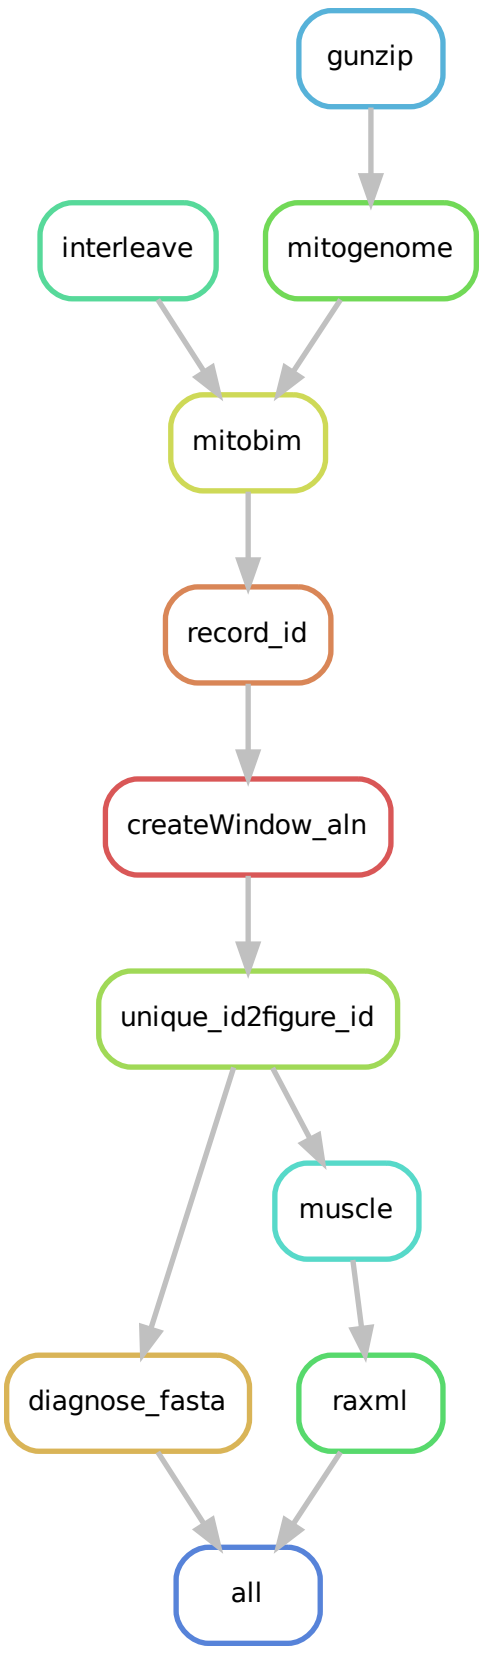 gunzip
interleave
mitogenome
mitobim
record_id
createWindow_aln
unique_id2figure_id
muscle
diagnose_fasta
raxml
all